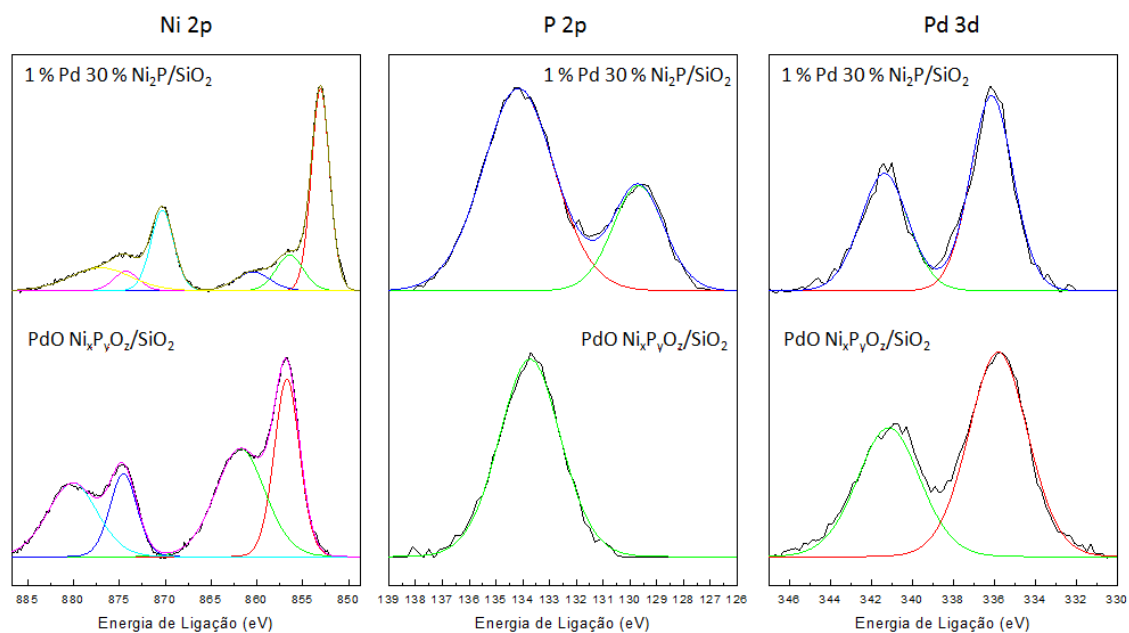 Ni 2p P 2p Pd 3d
1 % Pd 30 % Ni₂P/SiO₂ 1 % Pd 30 % Ni₂P/SiO₂ 1 % Pd 30 % Ni₂P/SiO₂
PdO NiₓPᵧO_z/SiO₂ PdO NiₓPᵧO_z/SiO₂ PdO NiₓPᵧO_z/SiO₂
885 880 875 870 865 860 855 850 139 138 137 136 135 134 133 132 131 130 129 128 127 126 346 344 342 340 338 336 334 332 330
Energia de Ligação (eV) Energia de Ligação (eV) Energia de Ligação (eV)